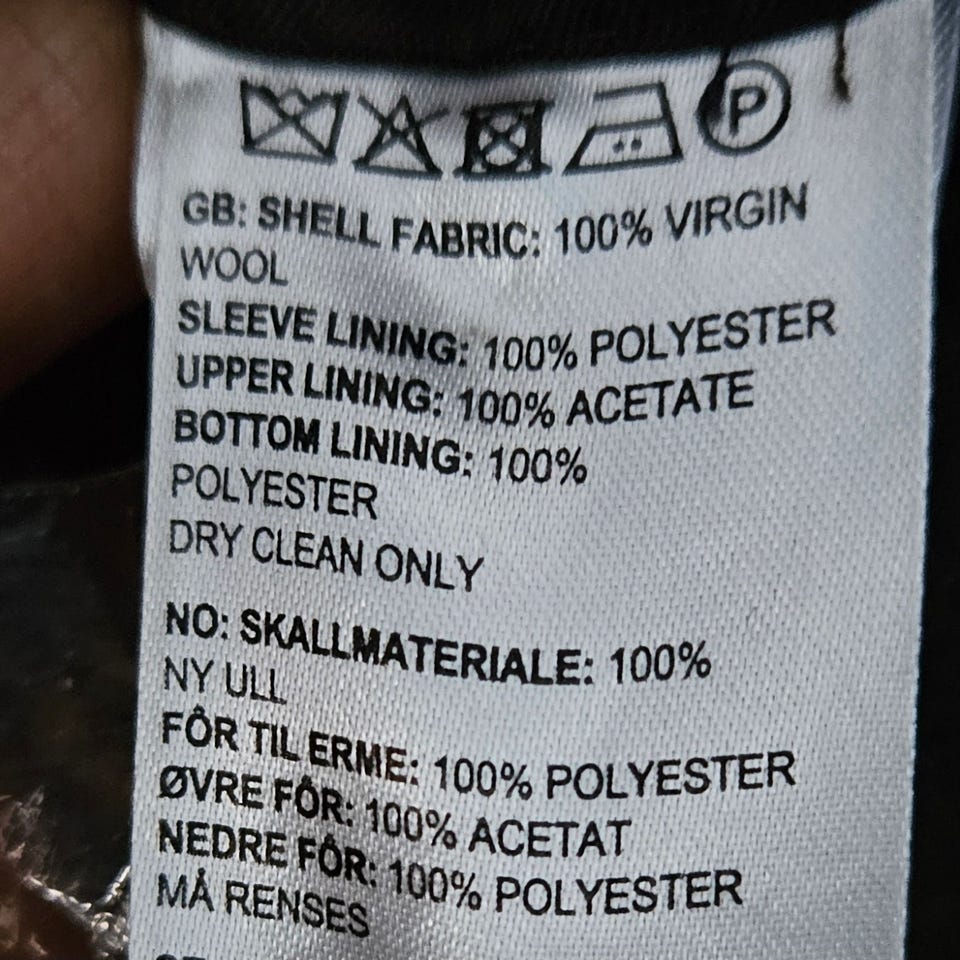 P
GB: SHELL FABRIC: 100% VIRGIN
WOOL
SLEEVE LINING: 100% POLYESTER
UPPER LINING: 100% ACETATE
BOTTOM LINING: 100%
POLYESTER
DRY CLEAN ONLY
NO: SKALLMATERIALE: 100%
NY ULL
FÔR TIL ERME: 100% POLYESTER
ØVRE FÔR: 100% ACETAT
NEDRE FÔR: 100% POLYESTER
MÅ RENSES